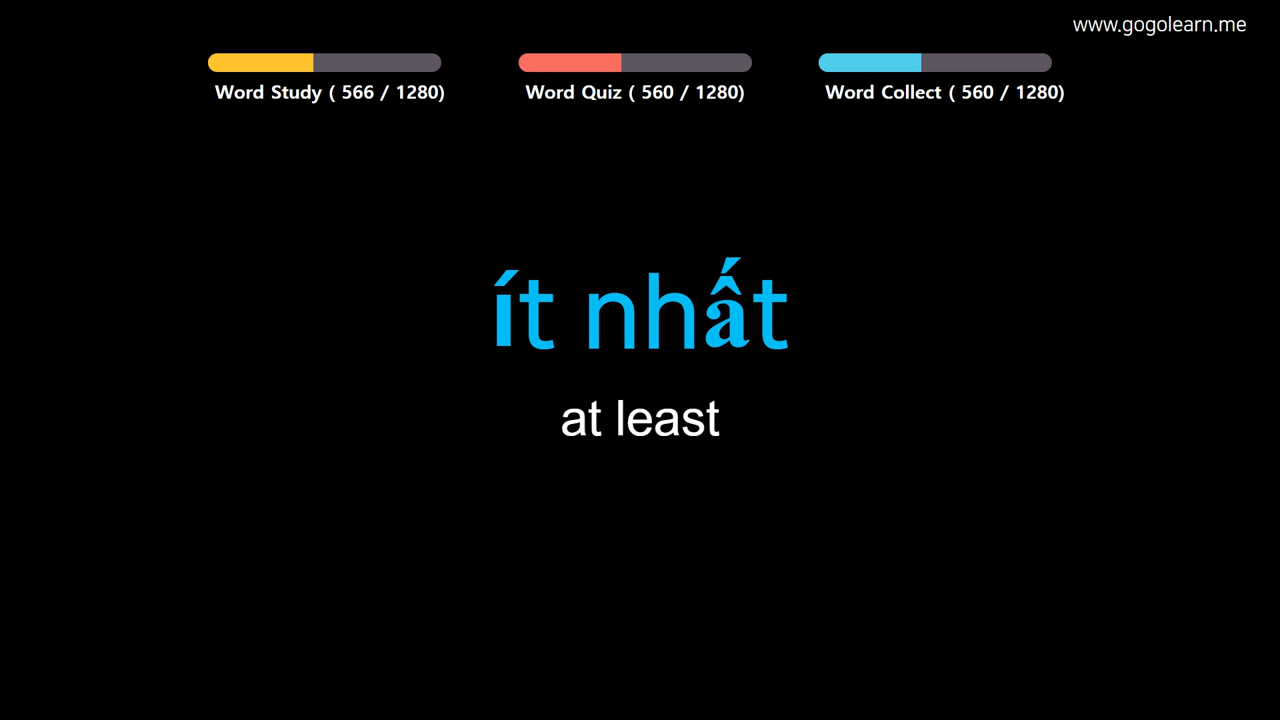 www.gogolearn.me
Word Study ( 566 / 1280)
Word Quiz ( 560 / 1280)
Word Collect ( 560 / 1280)
ít nhất
at least